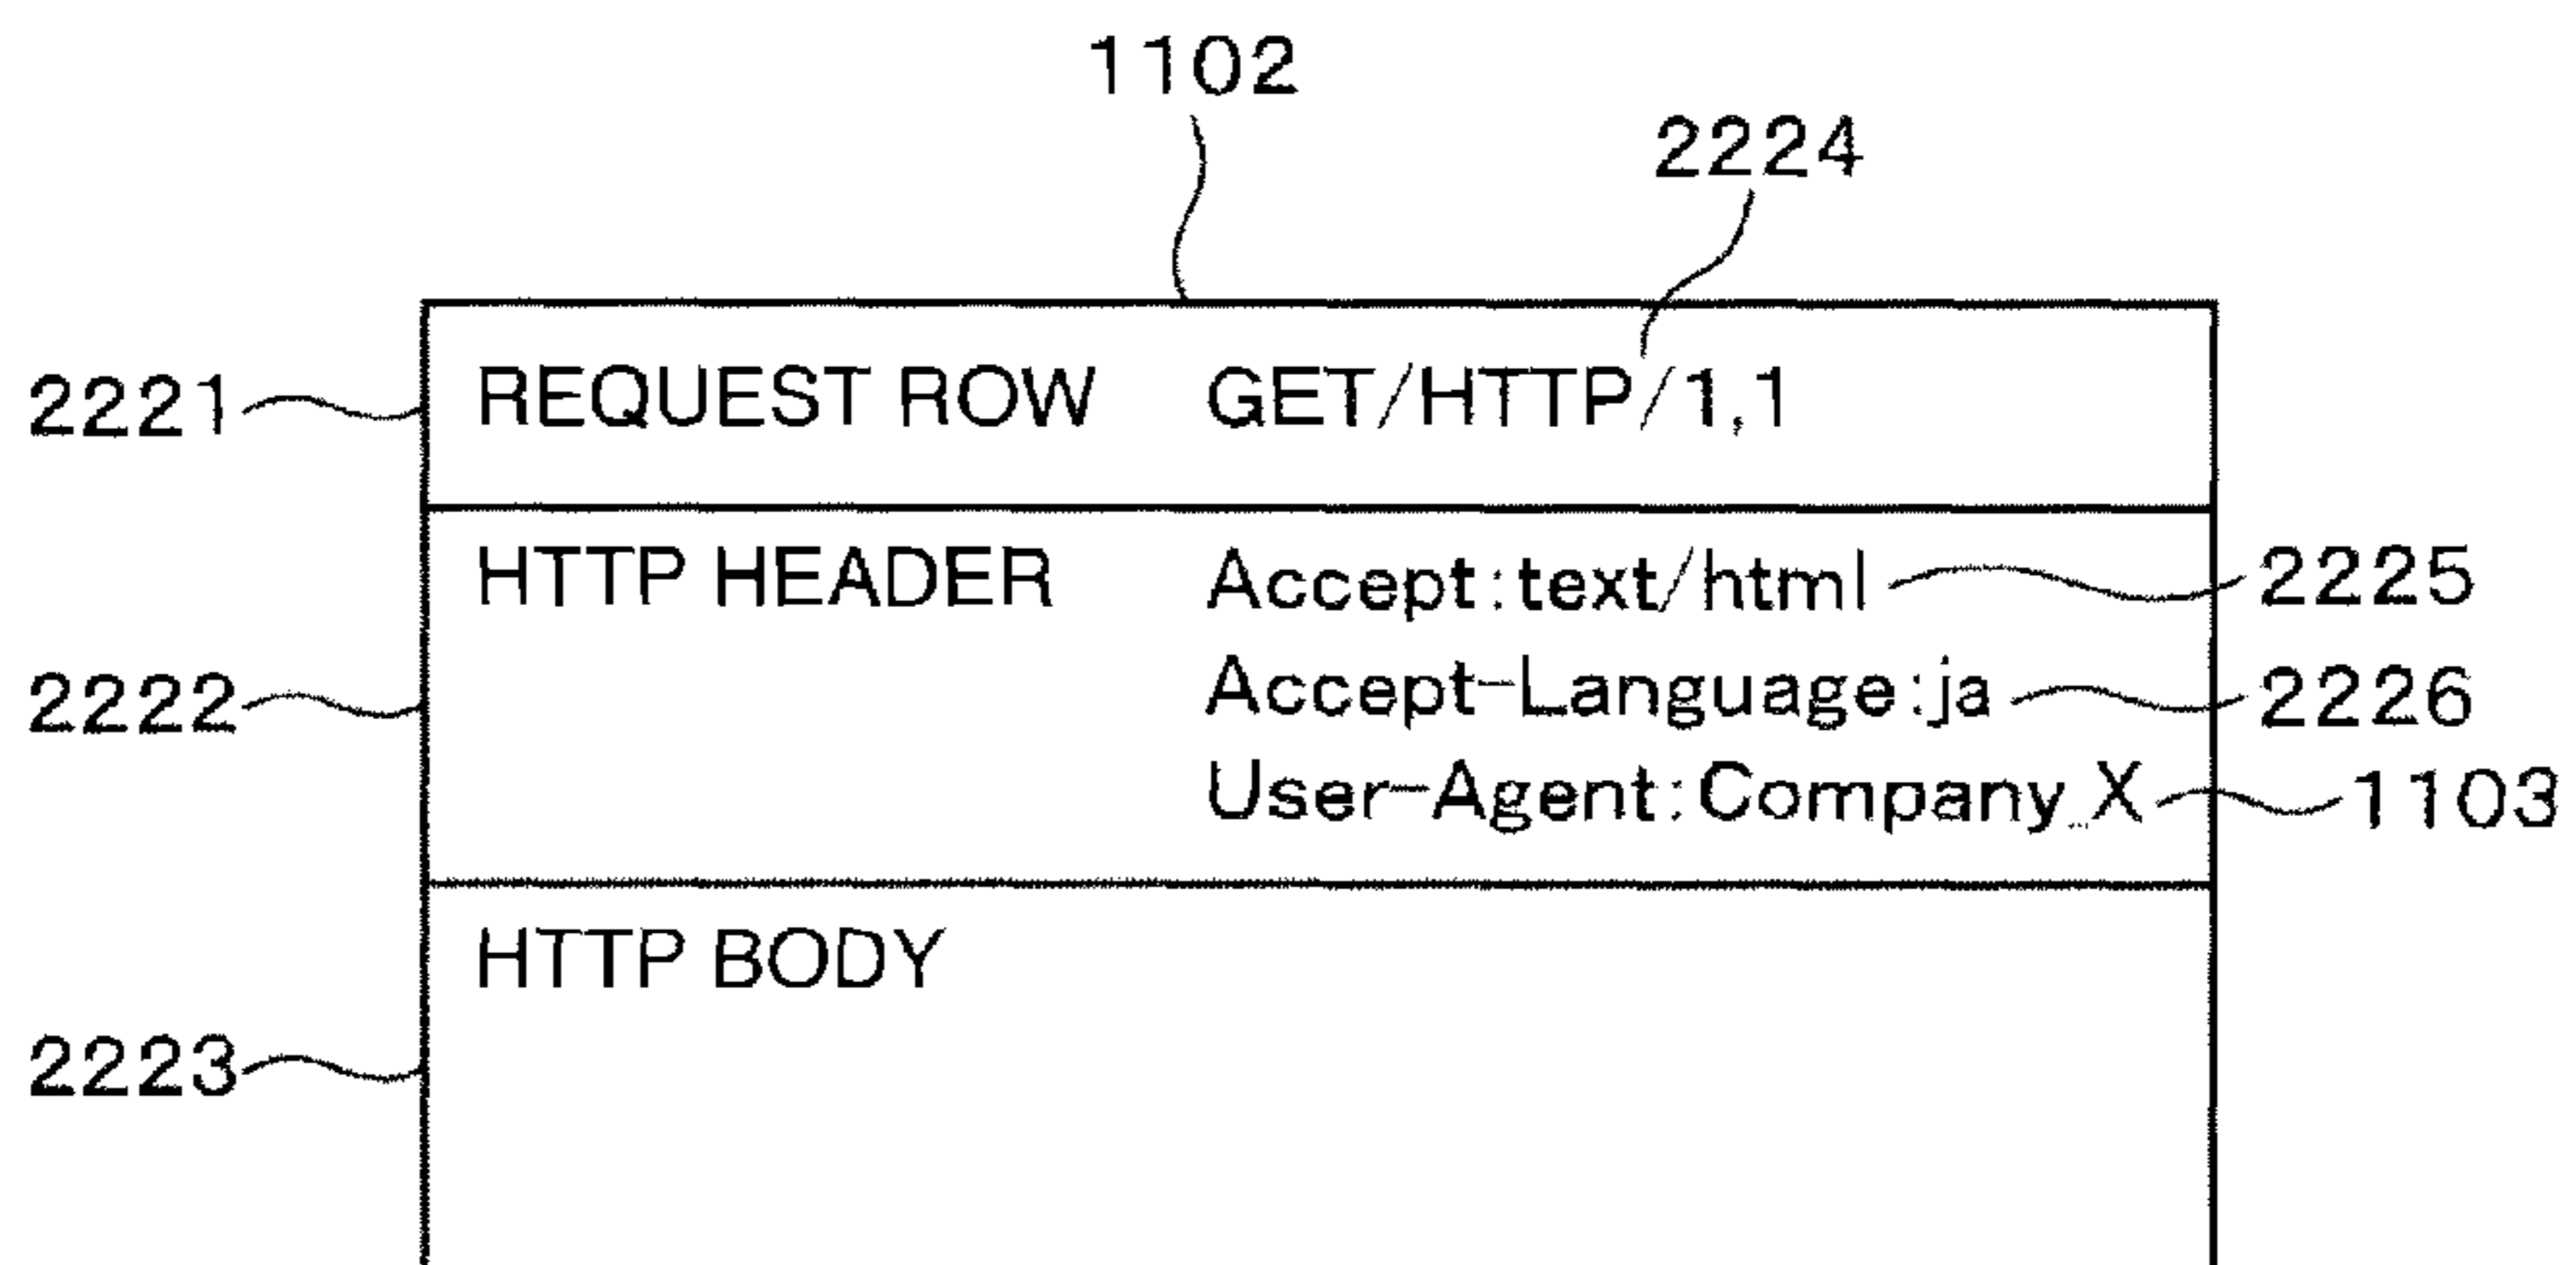 1102
2224
2221 REQUEST ROW GET/HTTP/1,1
HTTP HEADER Accept:text/html 2225
2222 Accept-Language:ja 2226
User-Agent:Company_X 1103
HTTP BODY
2223